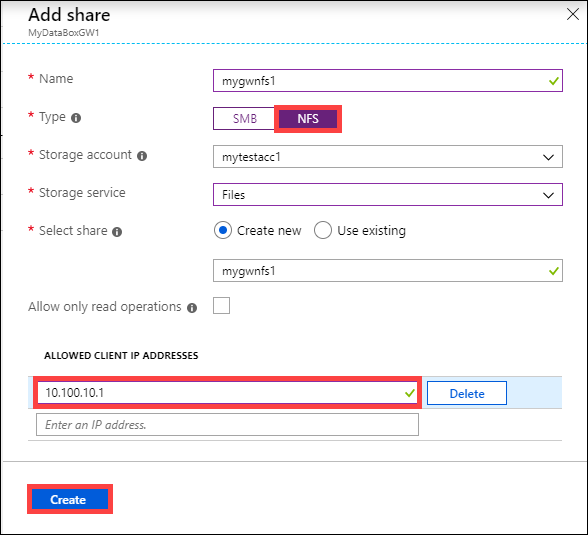 Add share
MyDataBoxGW1
* Name
mygwnfs1
* Type
SMB
NFS
* Storage account
mytestacc1
* Storage service
Files
* Select share
Create new
Use existing
mygwnfs1
Allow only read operations
ALLOWED CLIENT IP ADDRESSES
10.100.10.1
Delete
Enter an IP address.
Create